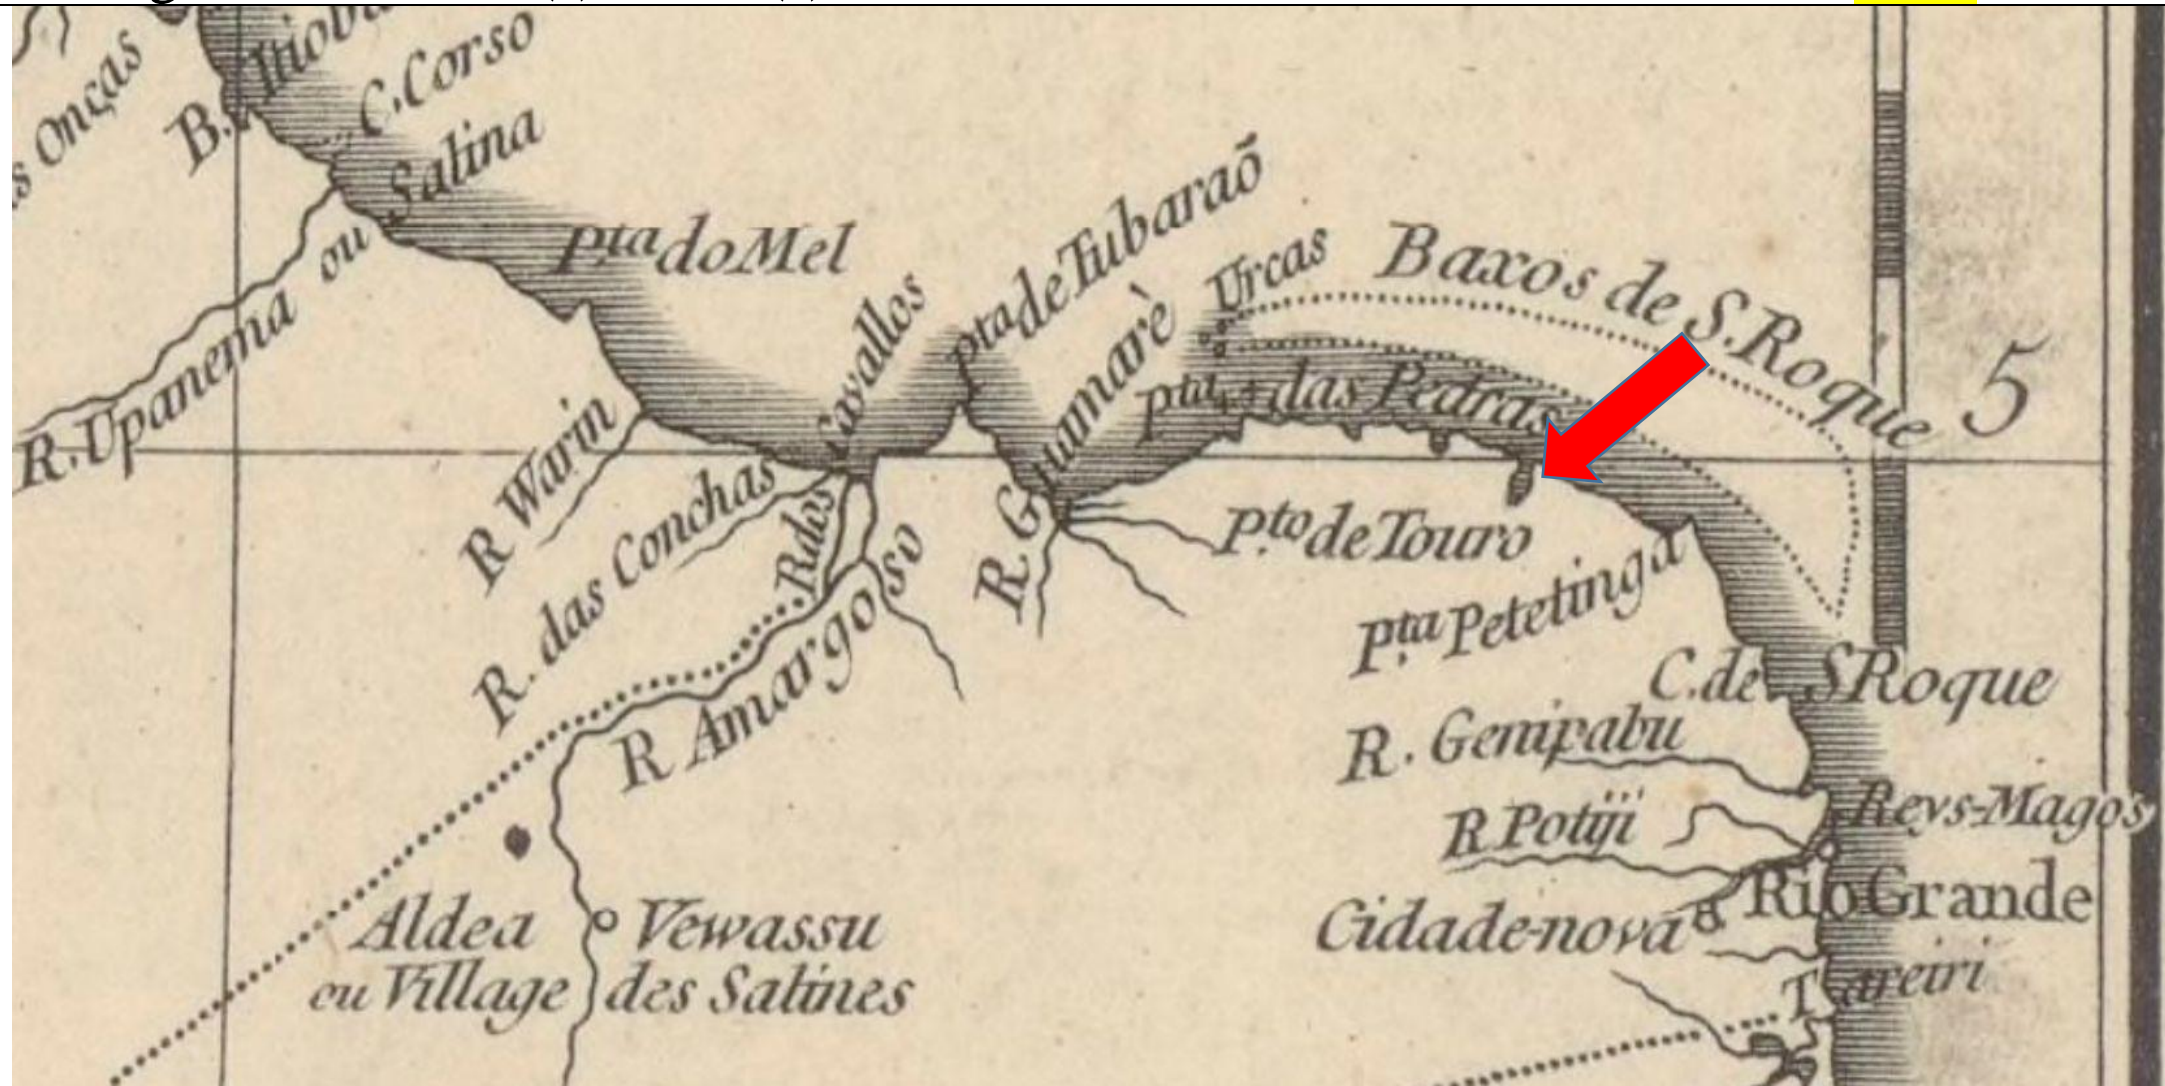 Onças
C. Corso
Salina
R. Upanema ou
Pta do Mel
R Warin
R. das Conchas
R dos Cavallos
R Amargoso
Pta de Tubaraõ
R. Guamarè
Urcas
Baxos de S. Roque
Pta das Pedras
5
Pto de Touro
Pta Petetinga
C. de S Roque
R. Genipabu
Reys-Magos
R Potiji
Rio Grande
Cidade-nova
Aldea Vewassu
ou Village des Salines
Tareiri